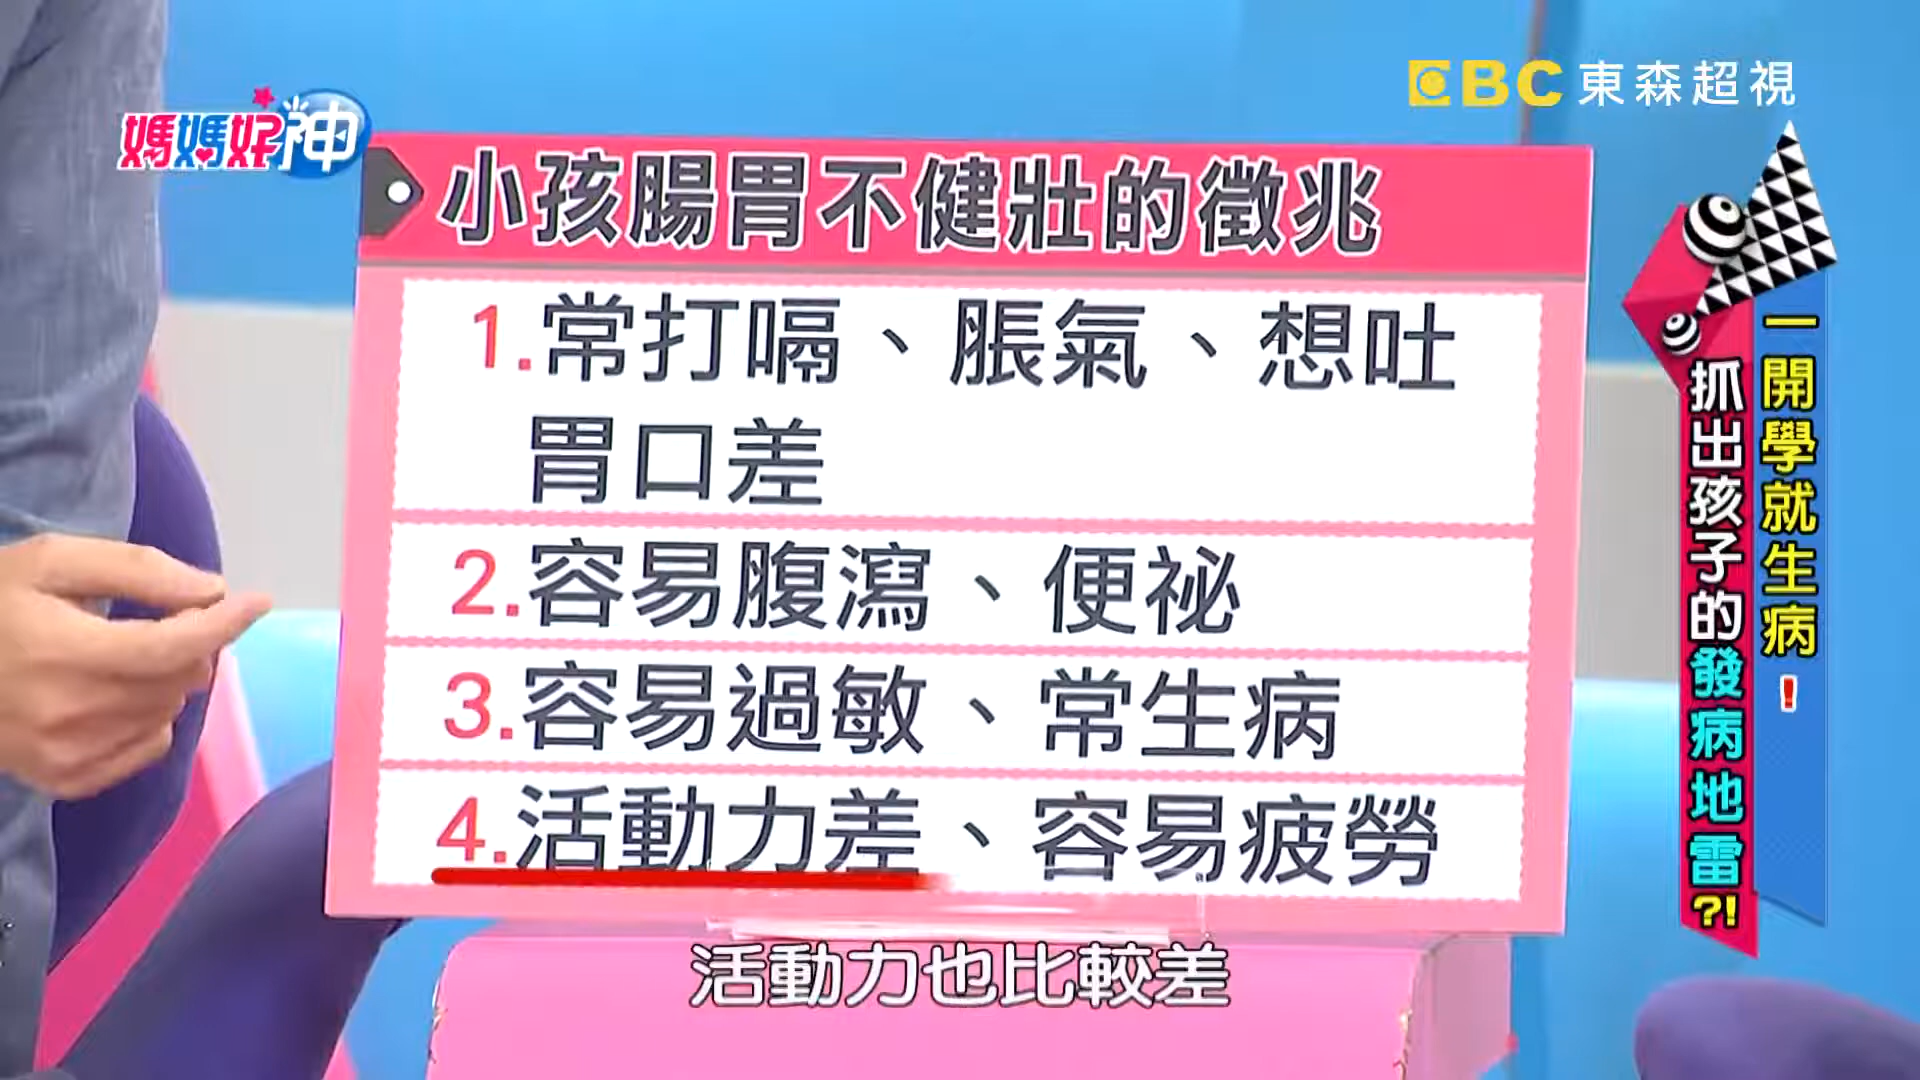 媽媽好神
EBC 東森超視
小孩腸胃不健壯的徵兆
1.常打嗝、脹氣、想吐
胃口差
2.容易腹瀉、便祕
3.容易過敏、常生病
4.活動力差、容易疲勞
一開學就生病！
抓出孩子的發病地雷?!
活動力也比較差